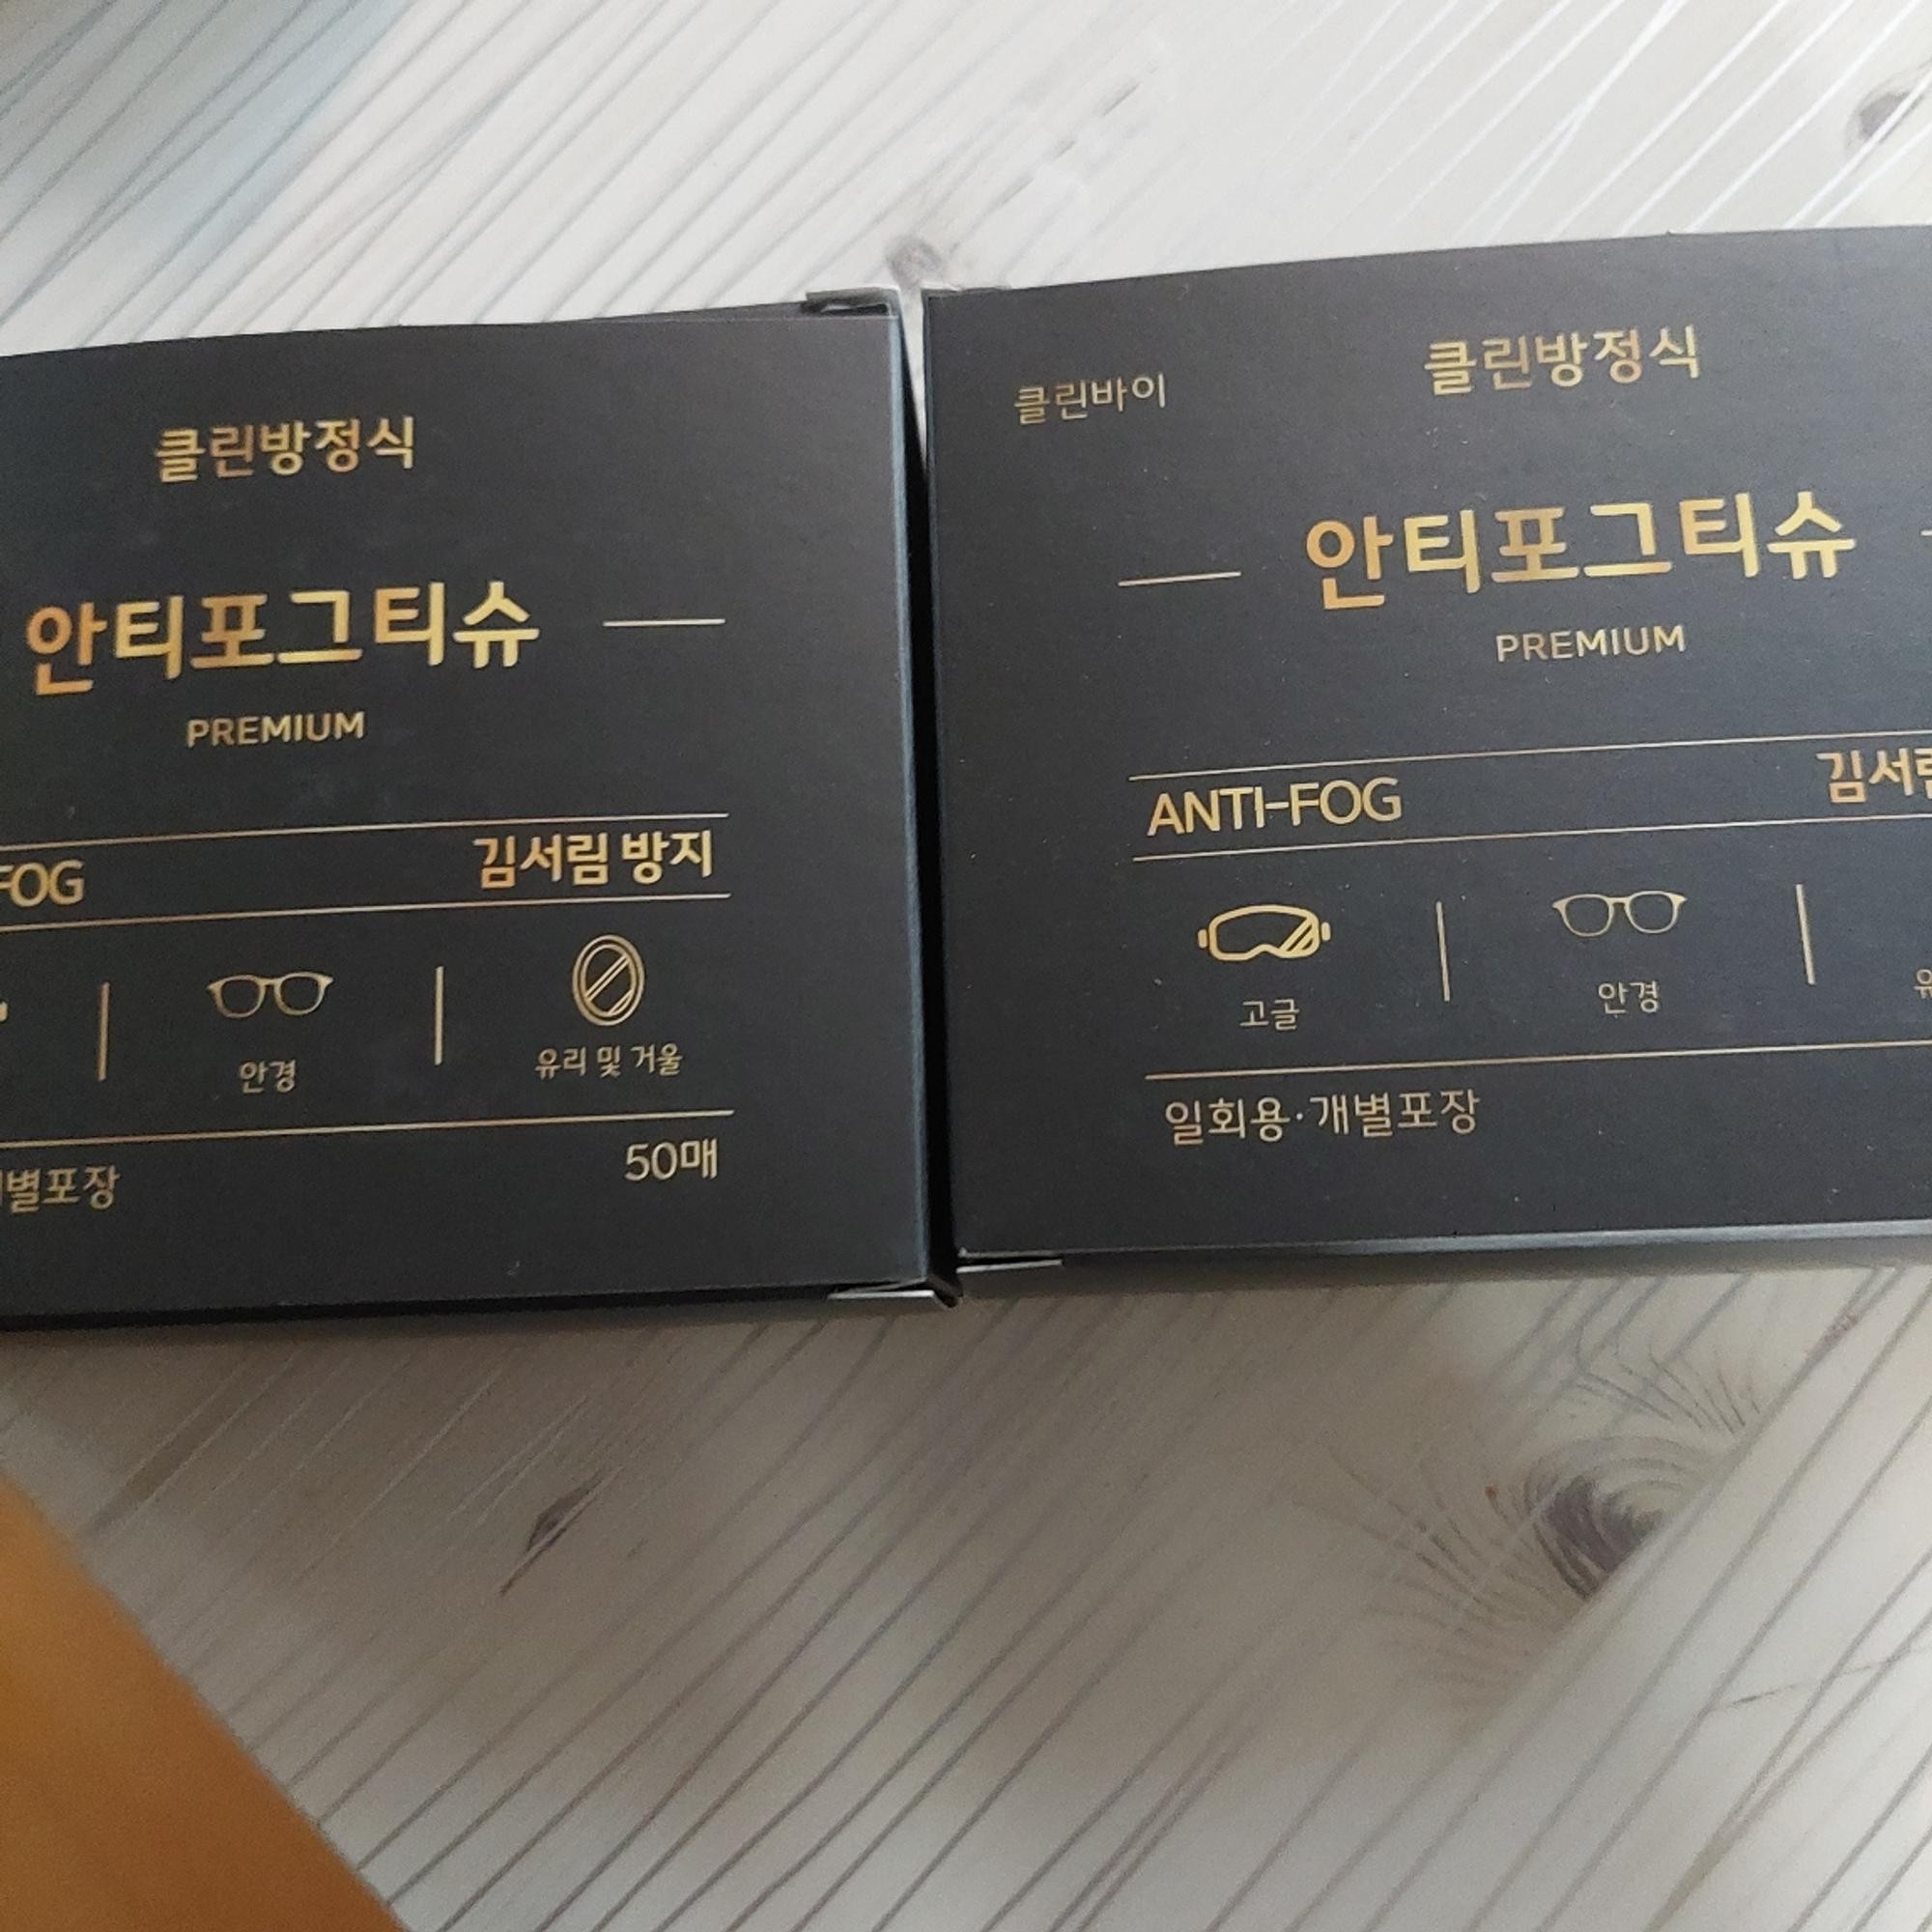 클린방정식
안티포그티슈
PREMIUM
FOG 김서림 방지
안경 유리 및 거울
별포장 50매
클린바이
클린방정식
안티포그티슈
PREMIUM
ANTI-FOG 김서
고글 안경 유
일회용·개별포장